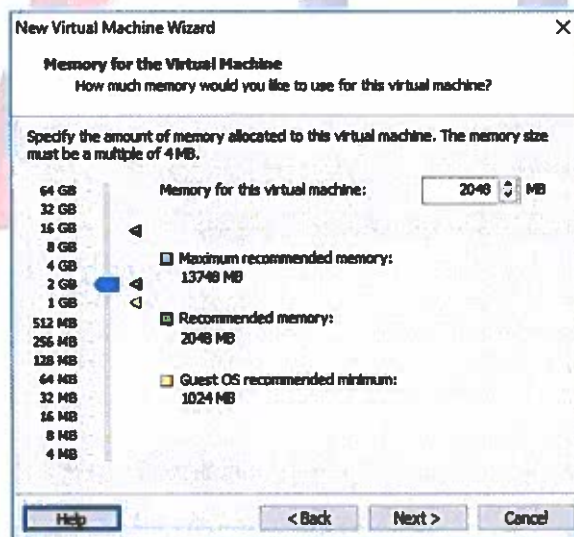 New Virtual Machine Wizard
Memory for the Virtual Machine
How much memory would you like to use for this virtual machine?
Specify the amount of memory allocated to this virtual machine. The memory size
must be a multiple of 4 MB.
Memory for this virtual machine: 2048 MB
64 GB
32 GB
16 GB
8 GB
4 GB
2 GB
1 GB
512 MB
256 MB
128 MB
64 MB
32 MB
16 MB
8 MB
4 MB
Maximum recommended memory:
13748 MB
Recommended memory:
2048 MB
Guest OS recommended minimum:
1024 MB
Help
< Back
Next >
Cancel